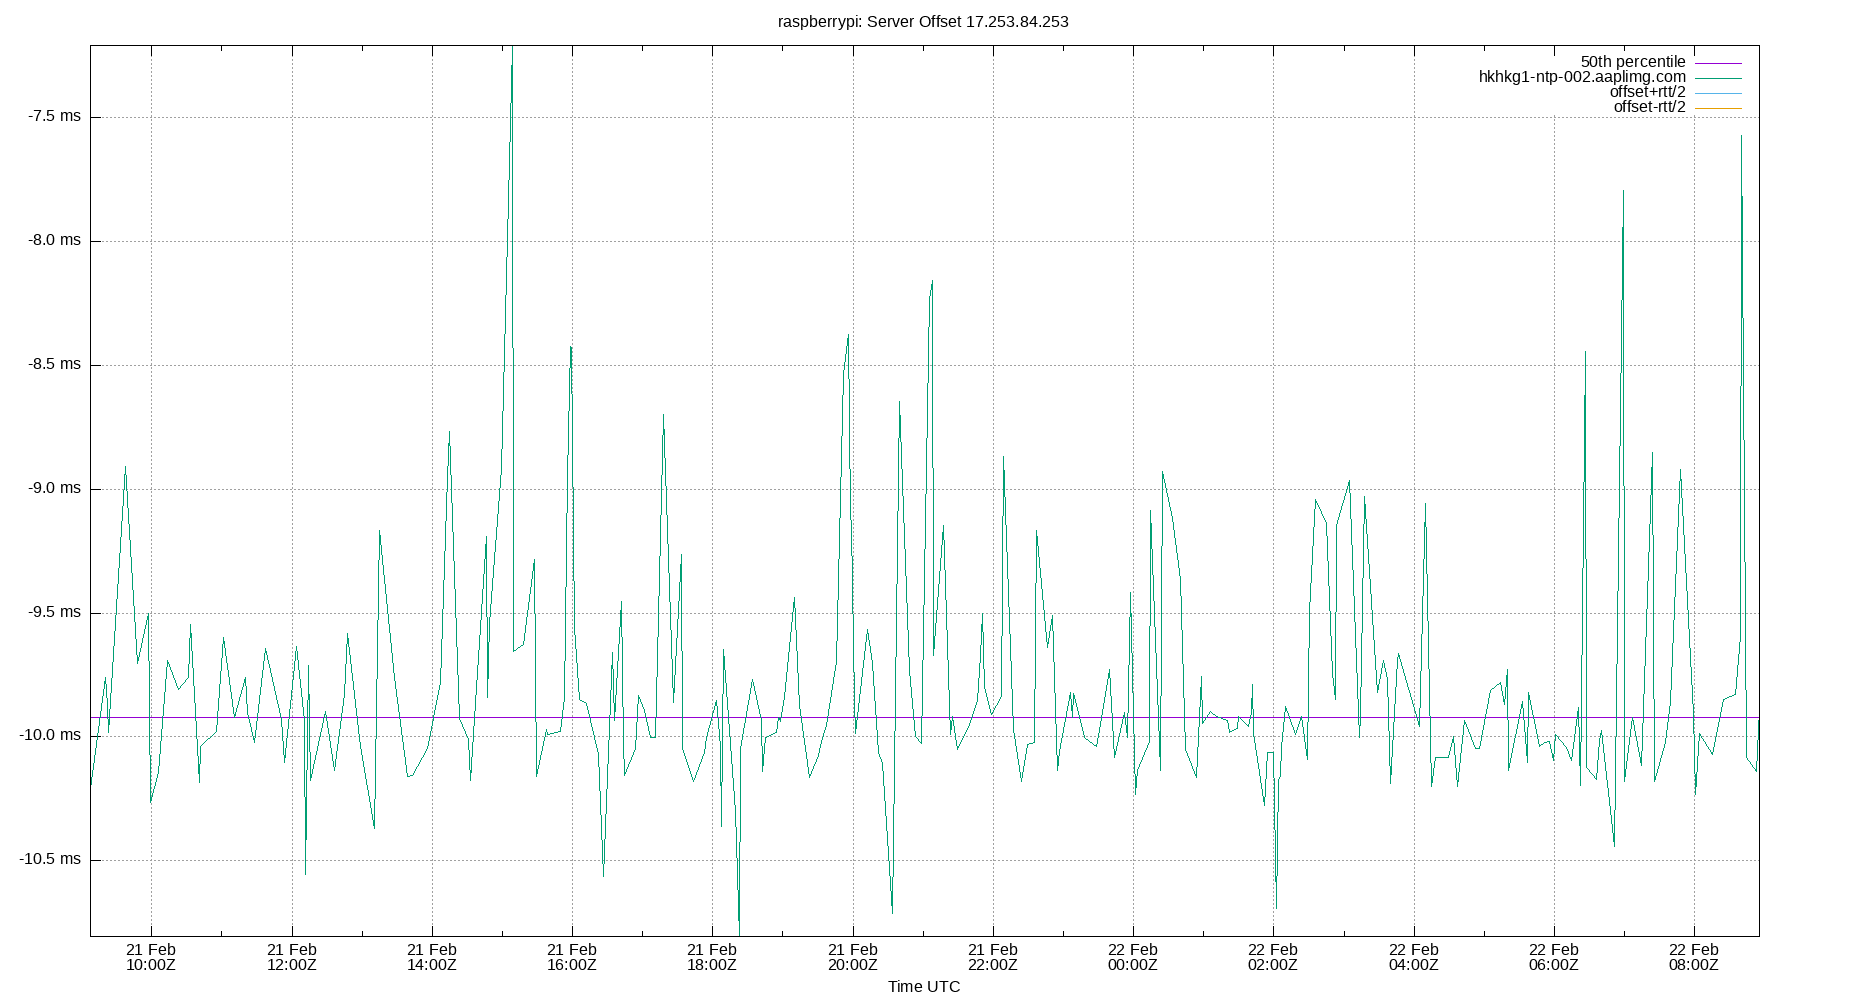 raspberrypi: Server Offset 17.253.84.253
50th percentile
hkhkg1-ntp-002.aaplimg.com
offset+rtt/2
offset-rtt/2
-7.5 ms
-8.0 ms
-8.5 ms
-9.0 ms
-9.5 ms
-10.0 ms
-10.5 ms
21 Feb 21 Feb 21 Feb 21 Feb 21 Feb 21 Feb 21 Feb 22 Feb 22 Feb 22 Feb 22 Feb 22 Feb
10:00Z 12:00Z 14:00Z 16:00Z 18:00Z 20:00Z 22:00Z 00:00Z 02:00Z 04:00Z 06:00Z 08:00Z
Time UTC